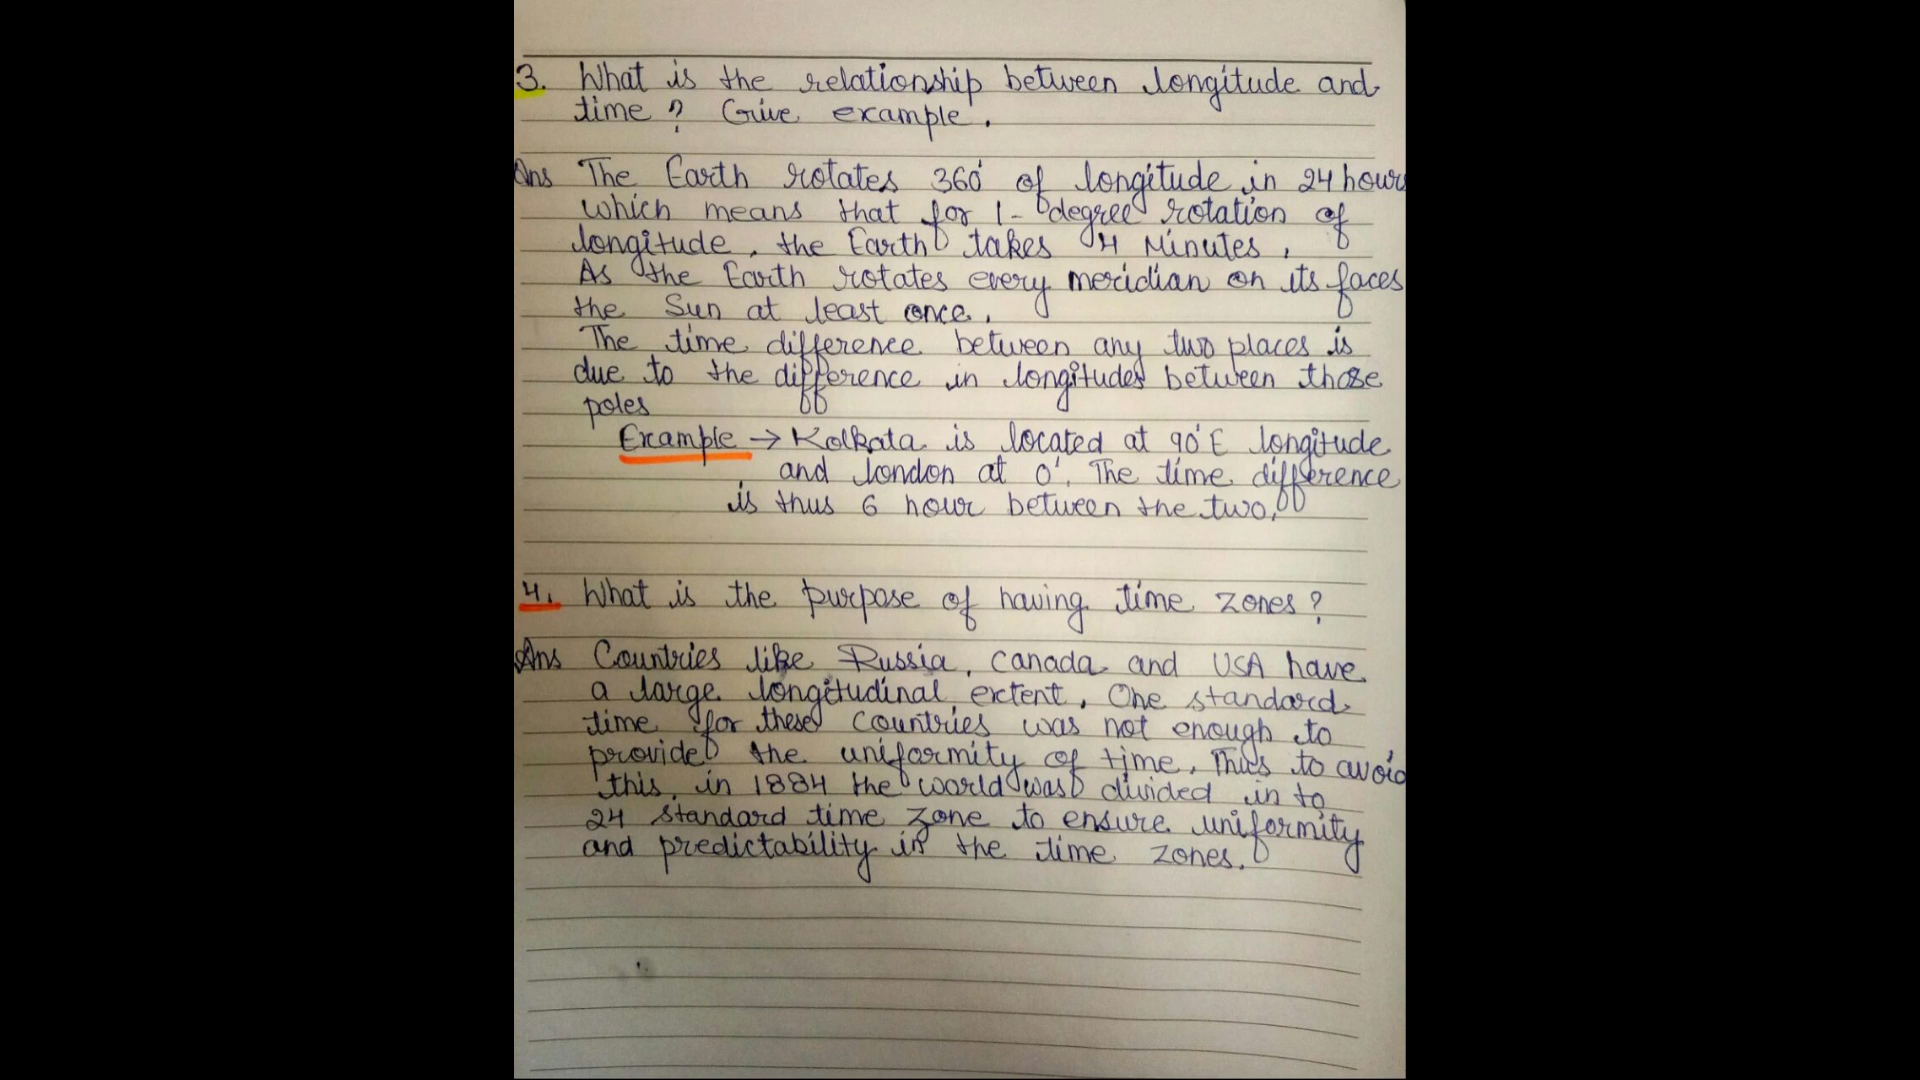 3. What is the relationship between longitude and
time? Give example.
Ans The Earth rotates 360° of longitude in 24 hours
which means that for 1-degree rotation of
longitude, the Earth takes 4 Minutes.
As the Earth rotates every meridian on its faces
the Sun at least once.
The time difference between any two places is
due to the difference in longitudes between those
poles
Example → Kolkata is located at 90°E longitude
and london at 0°. The time difference
is thus 6 hour between the two.
4. What is the purpose of having time zones?
Ans Countries like Russia, Canada and USA have
a large longitudinal extent. One standard
time for these countries was not enough to
provide the uniformity of time. Thus to avoid
this, in 1884 the world was divided in to
24 standard time zone to ensure uniformity
and predictability in the time zones.